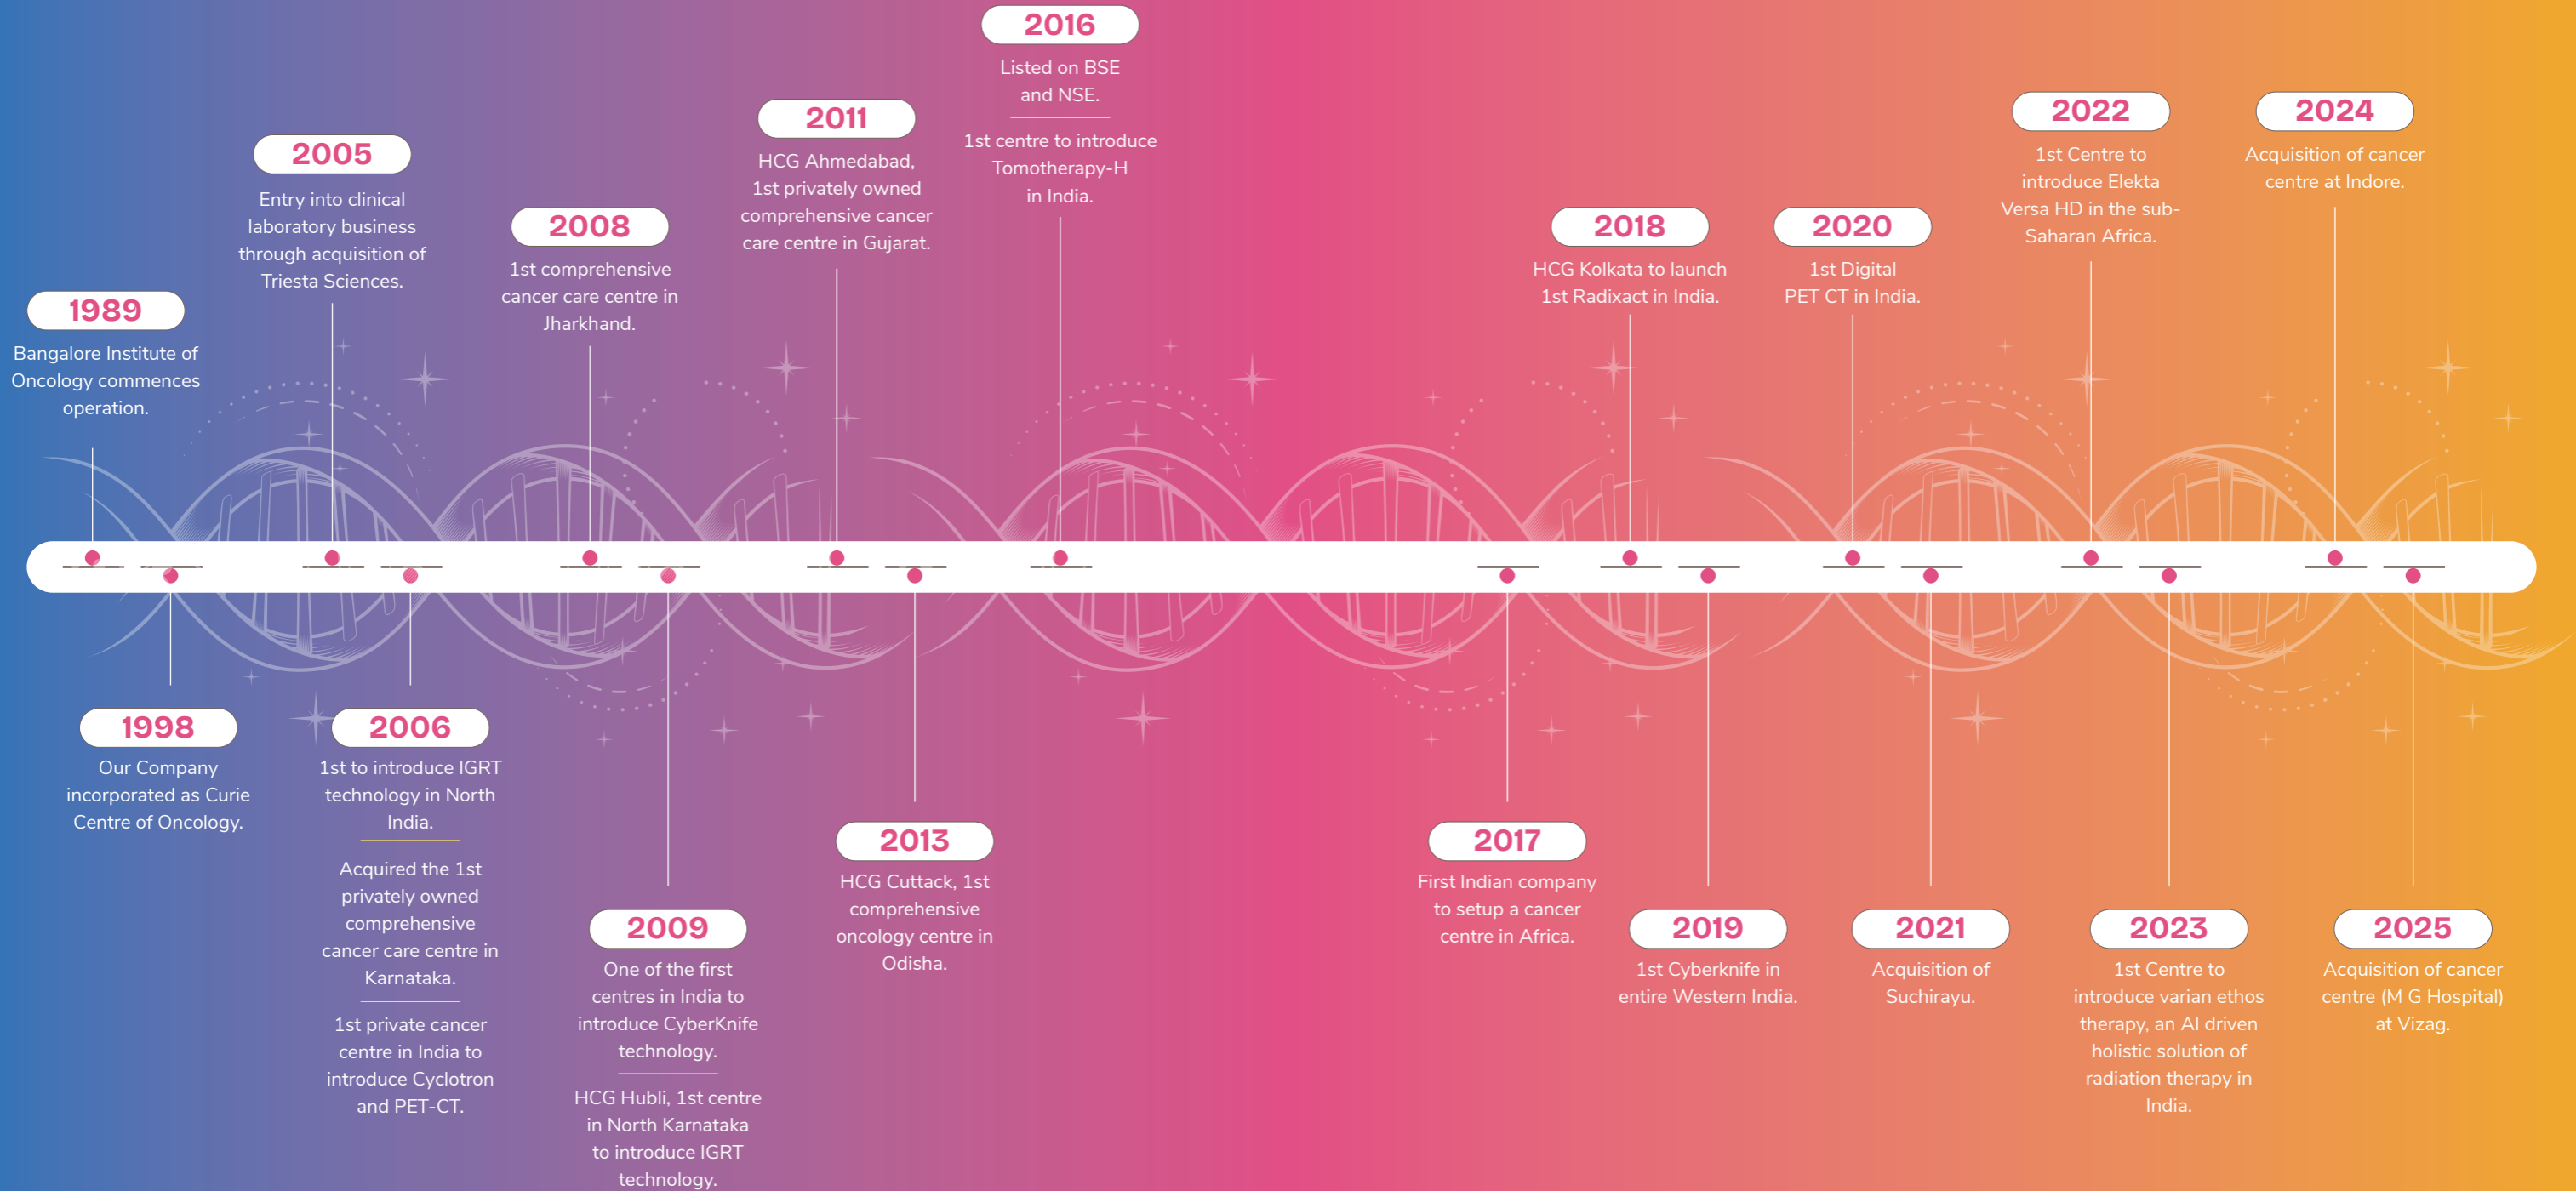 1989
Bangalore Institute of
Oncology commences
operation.
1998
Our Company
incorporated as Curie
Centre of Oncology.
2005
Entry into clinical
laboratory business
through acquisition of
Triesta Sciences.
2006
1st to introduce IGRT
technology in North
India.
Acquired the 1st
privately owned
comprehensive
cancer care centre in
Karnataka.
1st private cancer
centre in India to
introduce Cyclotron
and PET-CT.
2008
1st comprehensive
cancer care centre in
Jharkhand.
2009
One of the first
centres in India to
introduce CyberKnife
technology.
HCG Hubli, 1st centre
in North Karnataka
to introduce IGRT
technology.
2011
HCG Ahmedabad,
1st privately owned
comprehensive cancer
care centre in Gujarat.
2013
HCG Cuttack, 1st
comprehensive
oncology centre in
Odisha.
2016
Listed on BSE
and NSE.
1st centre to introduce
Tomotherapy-H
in India.
2017
First Indian company
to setup a cancer
centre in Africa.
2018
HCG Kolkata to launch
1st Radixact in India.
2019
1st Cyberknife in
entire Western India.
2020
1st Digital
PET CT in India.
2021
Acquisition of
Suchirayu.
2022
1st Centre to
introduce Elekta
Versa HD in the sub-
Saharan Africa.
2023
1st Centre to
introduce varian ethos
therapy, an AI driven
holistic solution of
radiation therapy in
India.
2024
Acquisition of cancer
centre at Indore.
2025
Acquisition of cancer
centre (M G Hospital)
at Vizag.